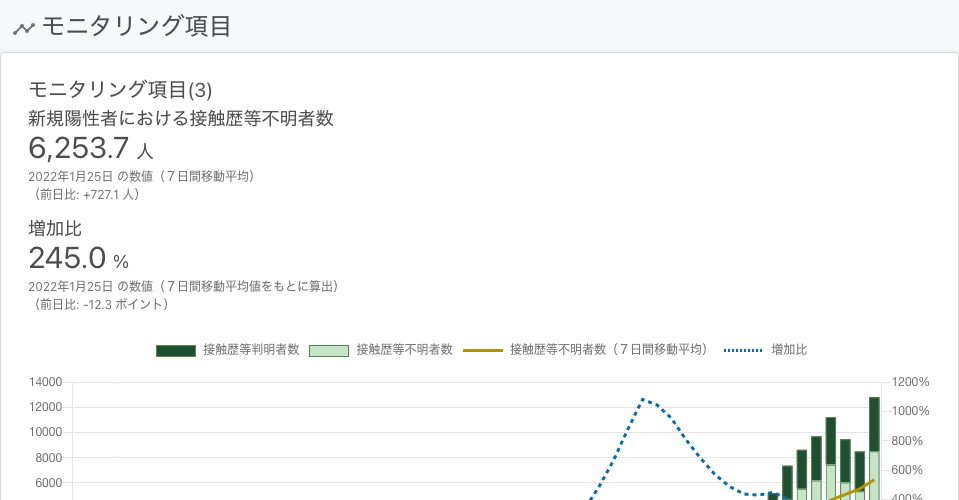 モニタリング項目
モニタリング項目(3)
新規陽性者における接触歴等不明者数
6,253.7 人
2022年1月25日 の数値（７日間移動平均）
（前日比: +727.1 人）
増加比
245.0 %
2022年1月25日 の数値（７日間移動平均値をもとに算出）
（前日比: -12.3 ポイント）
接触歴等判明者数 接触歴等不明者数 接触歴等不明者数（７日間移動平均） 増加比
14000 1200%
12000 1000%
10000 800%
8000 600%
6000 400%